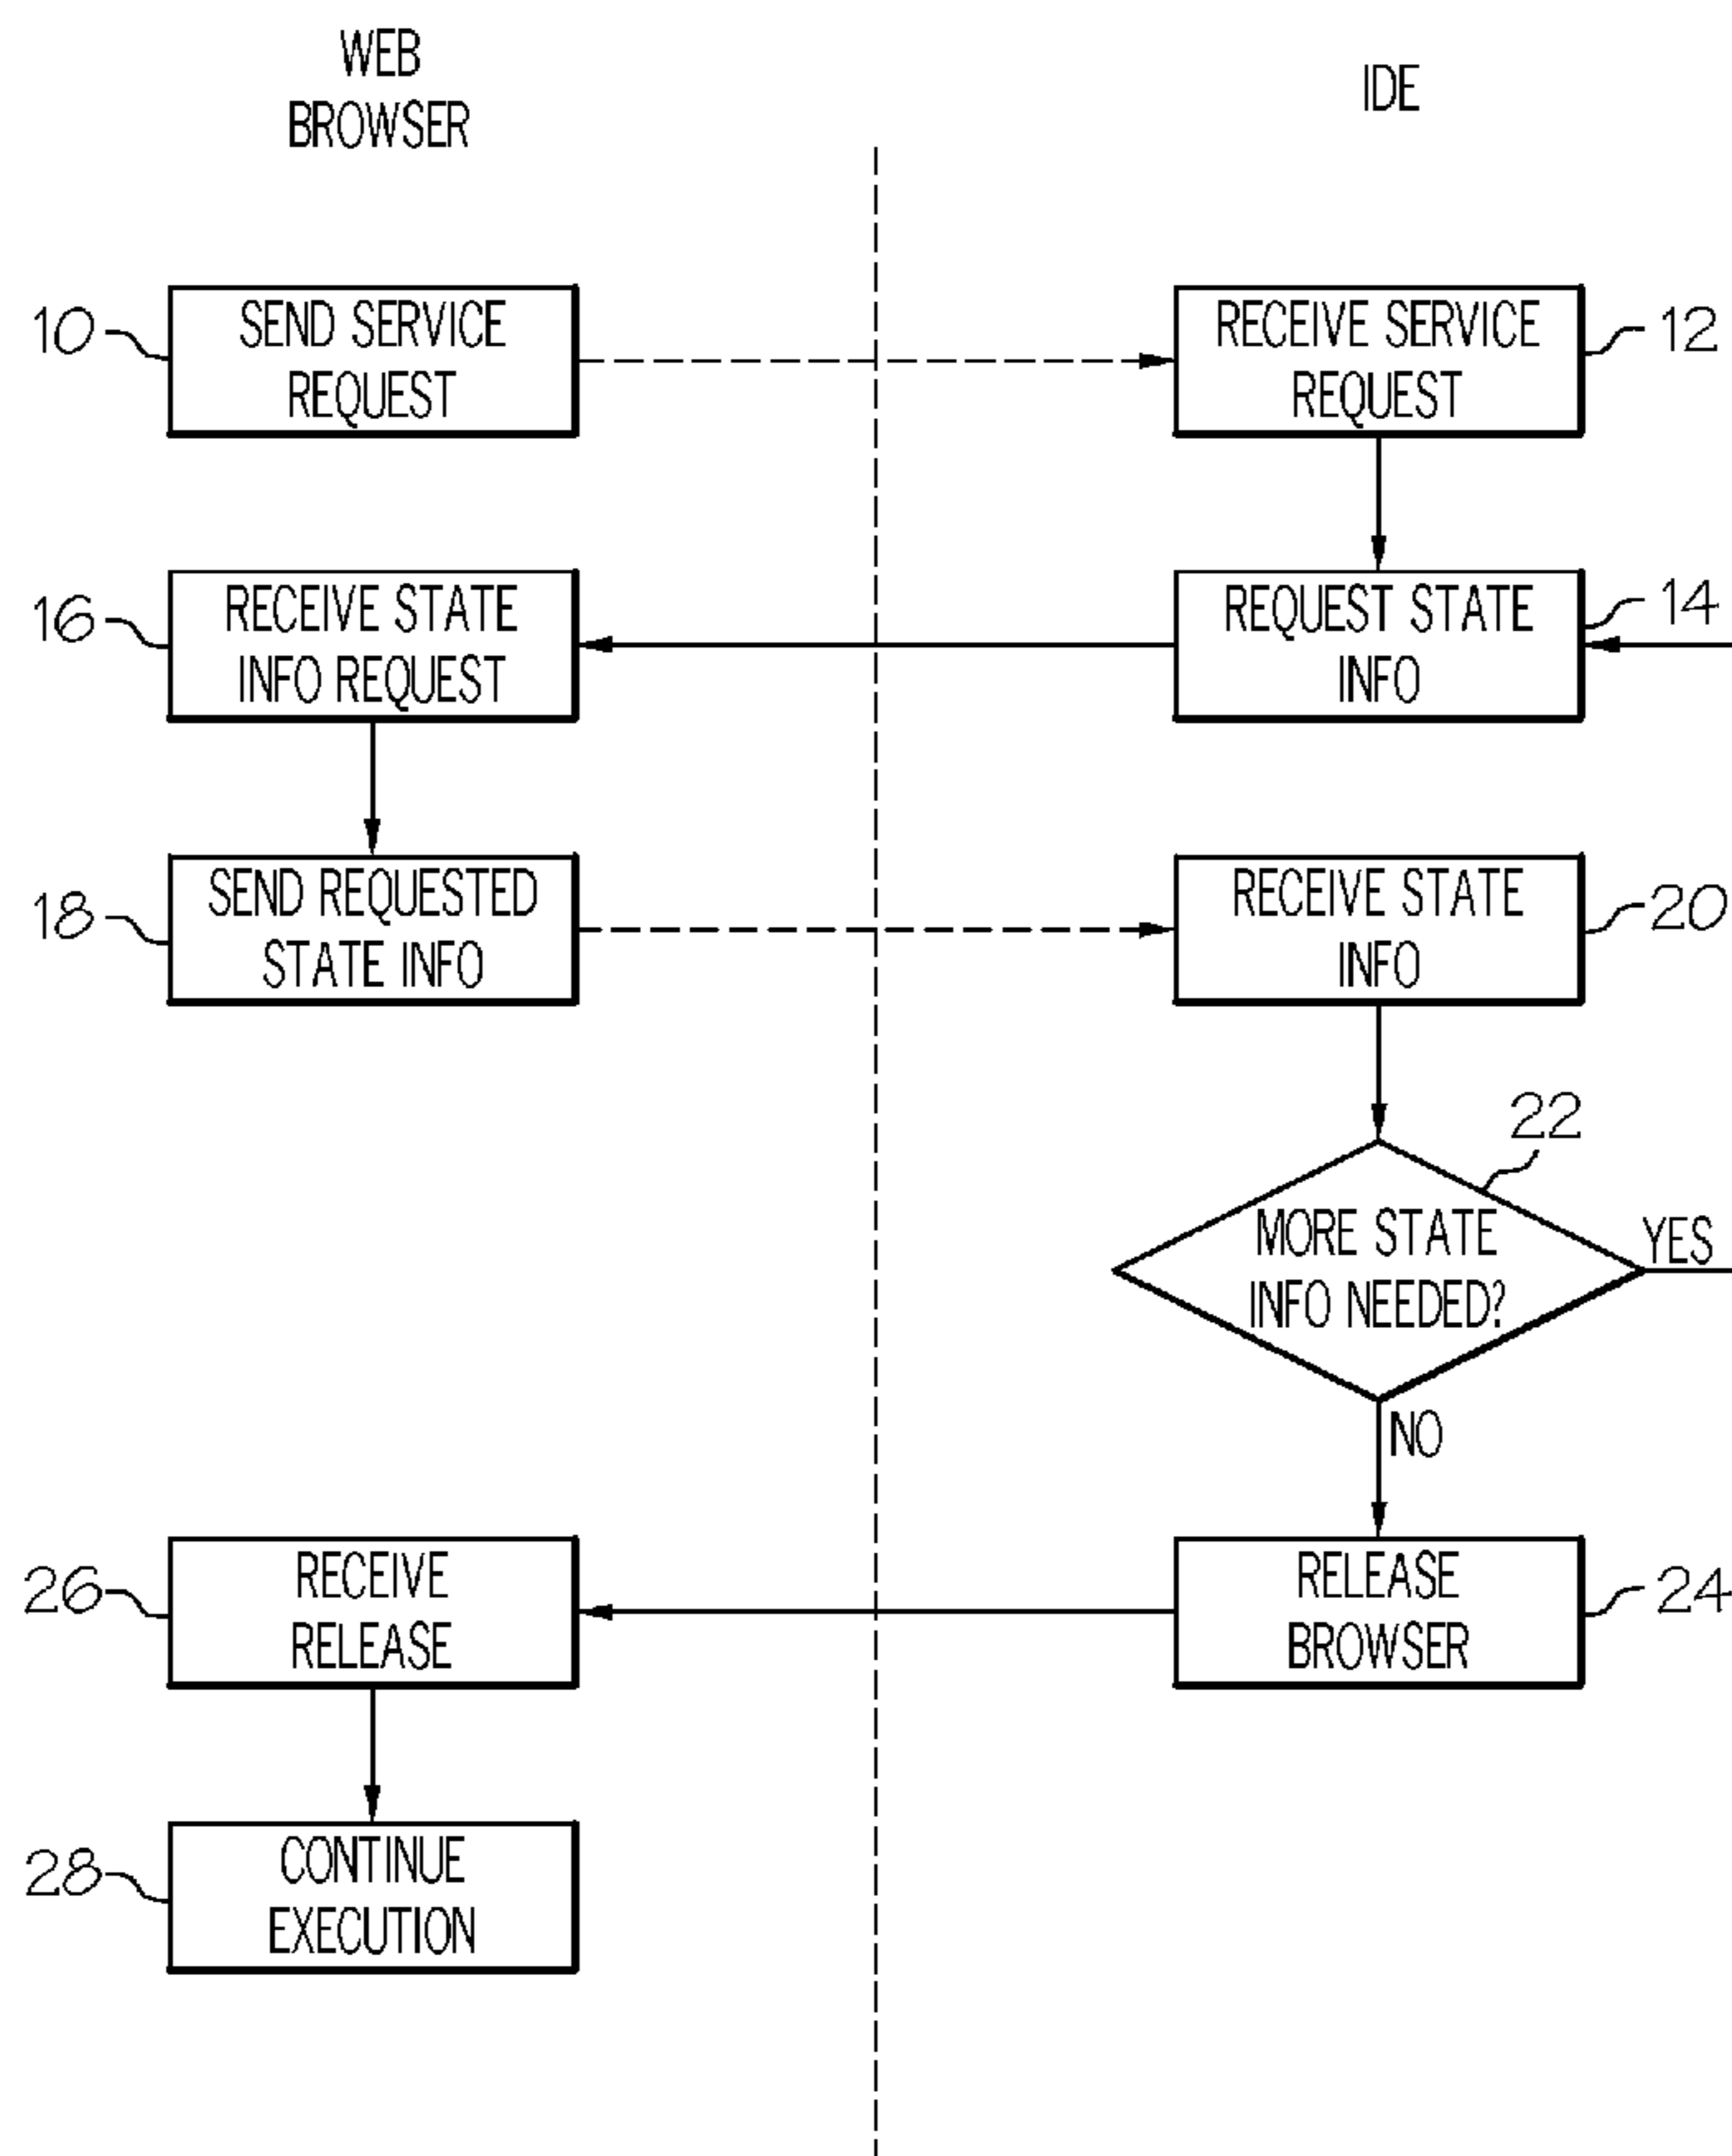 WEB
BROWSER
IDE
10
SEND SERVICE
REQUEST
RECEIVE SERVICE
REQUEST
12
16
RECEIVE STATE
INFO REQUEST
REQUEST STATE
INFO
14
18
SEND REQUESTED
STATE INFO
RECEIVE STATE
INFO
20
22
MORE STATE
INFO NEEDED?
YES
NO
26
RECEIVE
RELEASE
RELEASE
BROWSER
24
28
CONTINUE
EXECUTION